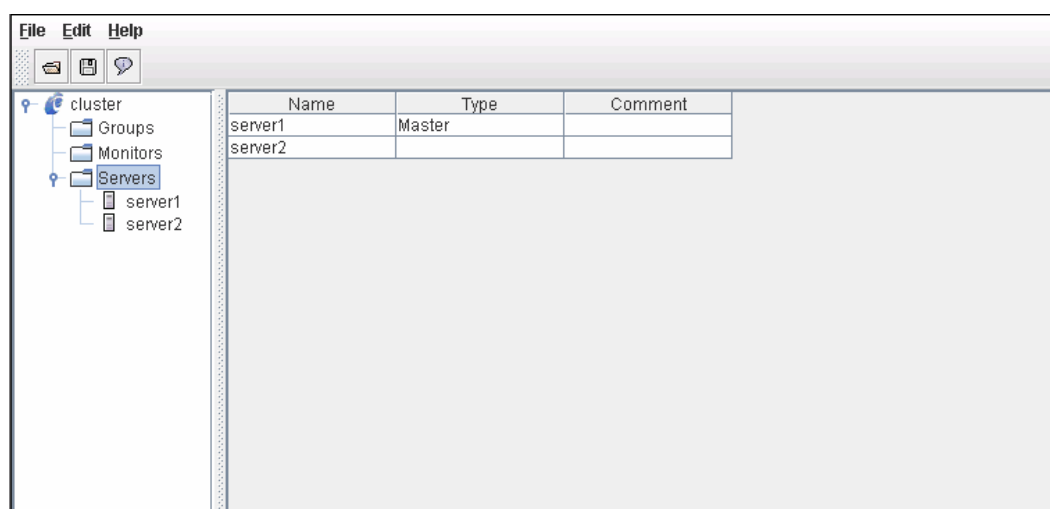 File Edit Help
cluster
Groups
Monitors
Servers
server1
server2
Name Type Comment
server1 Master
server2